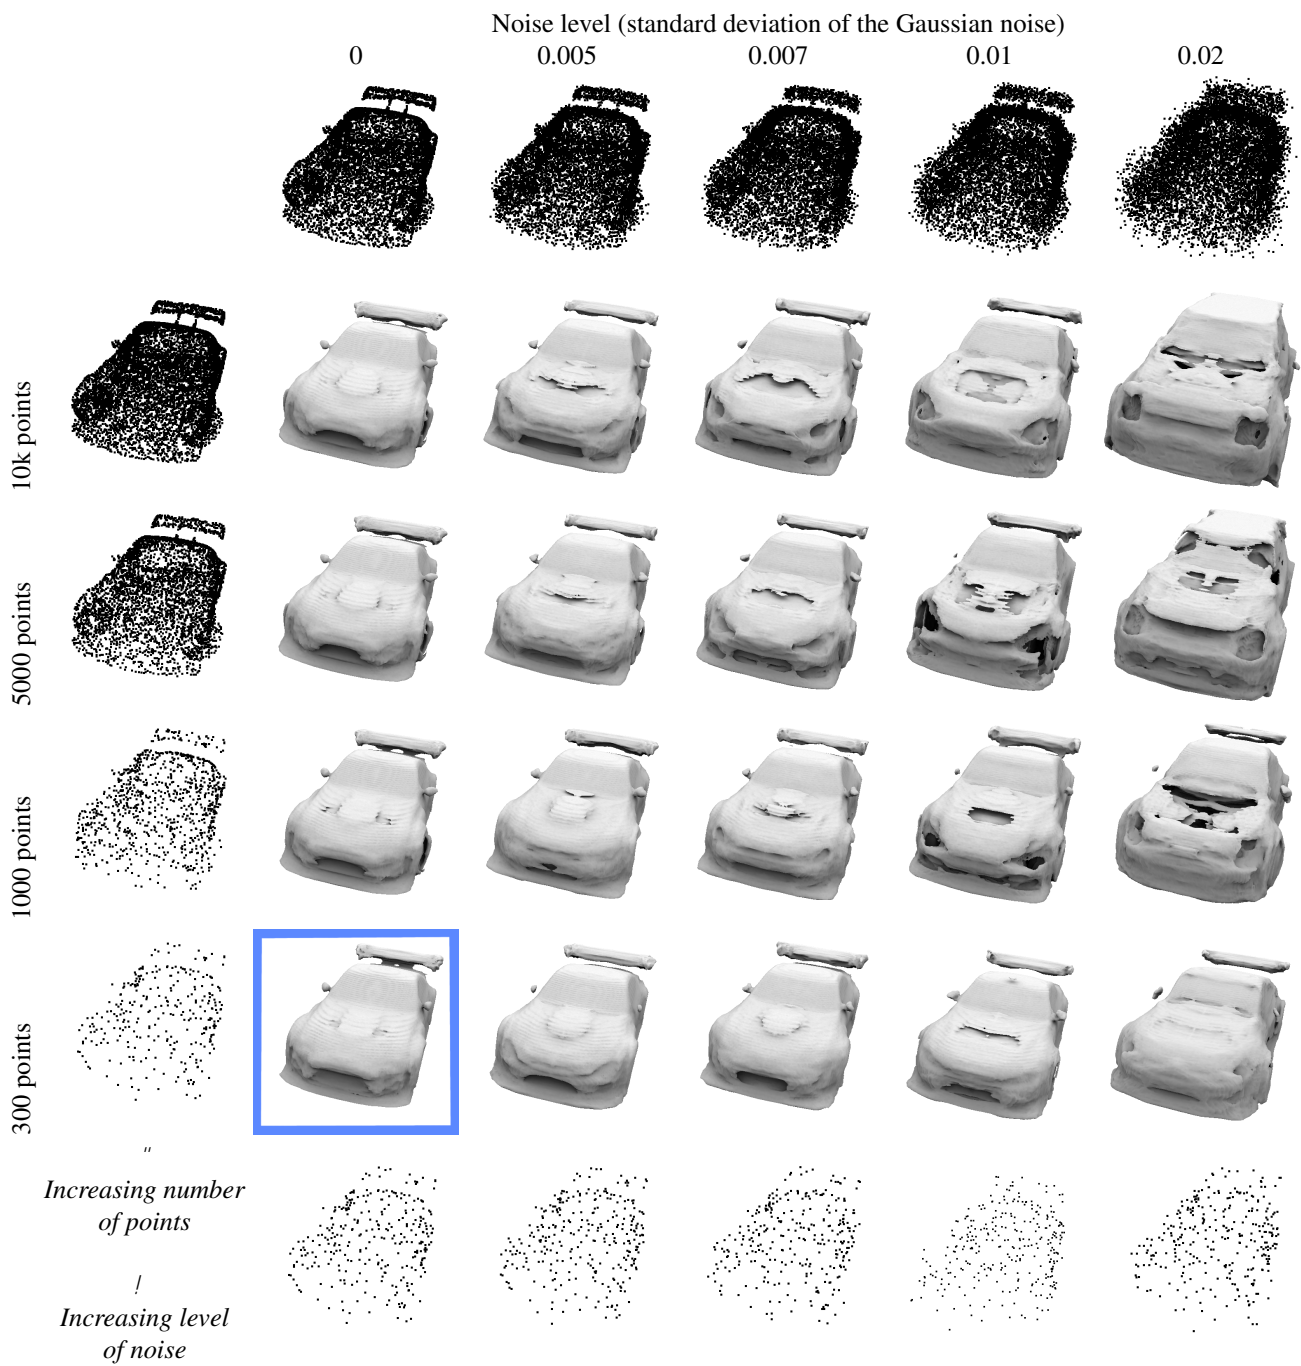 Noise level (standard deviation of the Gaussian noise)
0 0.005 0.007 0.01 0.02
10k points
5000 points
1000 points
300 points
"
Increasing number
of points
/
Increasing level
of noise